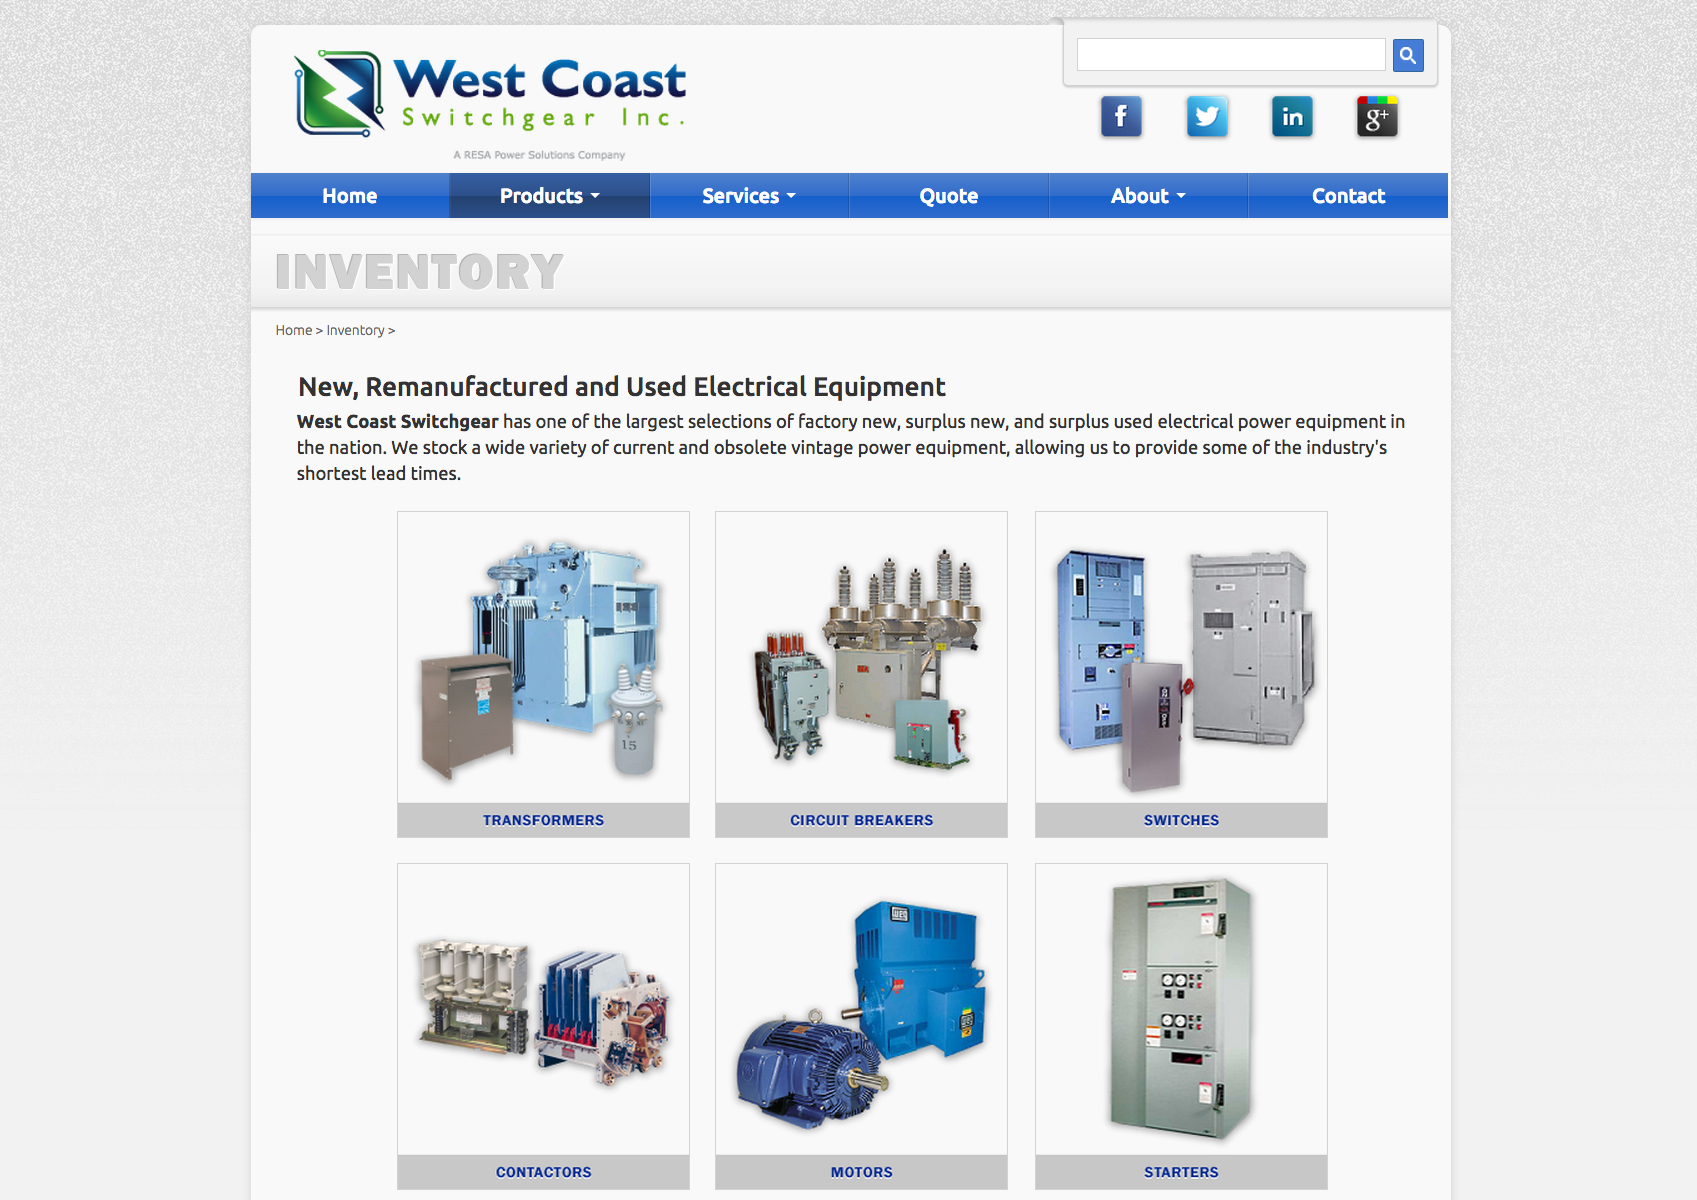 West Coast
Switchgear Inc.
A RESA Power Solutions Company
f
in
g+
Home Products Services Quote About Contact
INVENTORY
Home > Inventory >
New, Remanufactured and Used Electrical Equipment
West Coast Switchgear has one of the largest selections of factory new, surplus new, and surplus used electrical power equipment in
the nation. We stock a wide variety of current and obsolete vintage power equipment, allowing us to provide some of the industry's
shortest lead times.
15
TRANSFORMERS
CIRCUIT BREAKERS
SWITCHES
WEG
CONTACTORS
MOTORS
STARTERS